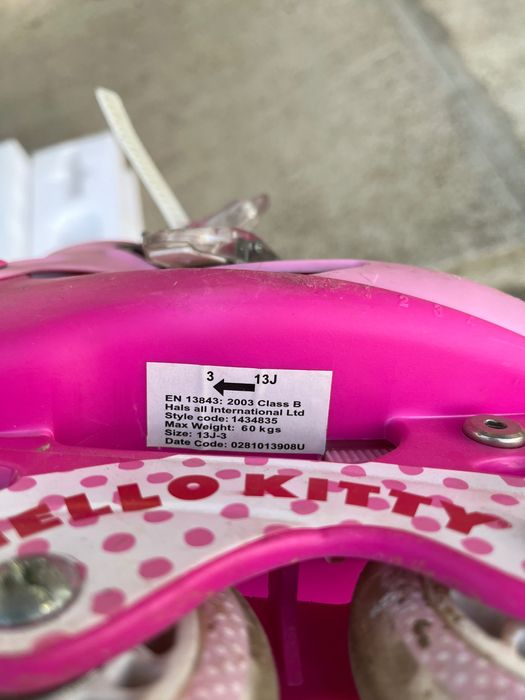 3 13J
EN 13843: 2003 Class B
Hals all International Ltd
Style code: 1434835
Max Weight: 60 kgs
Size: 13J-3
Date Code: 0281013908U
HELLO KITTY